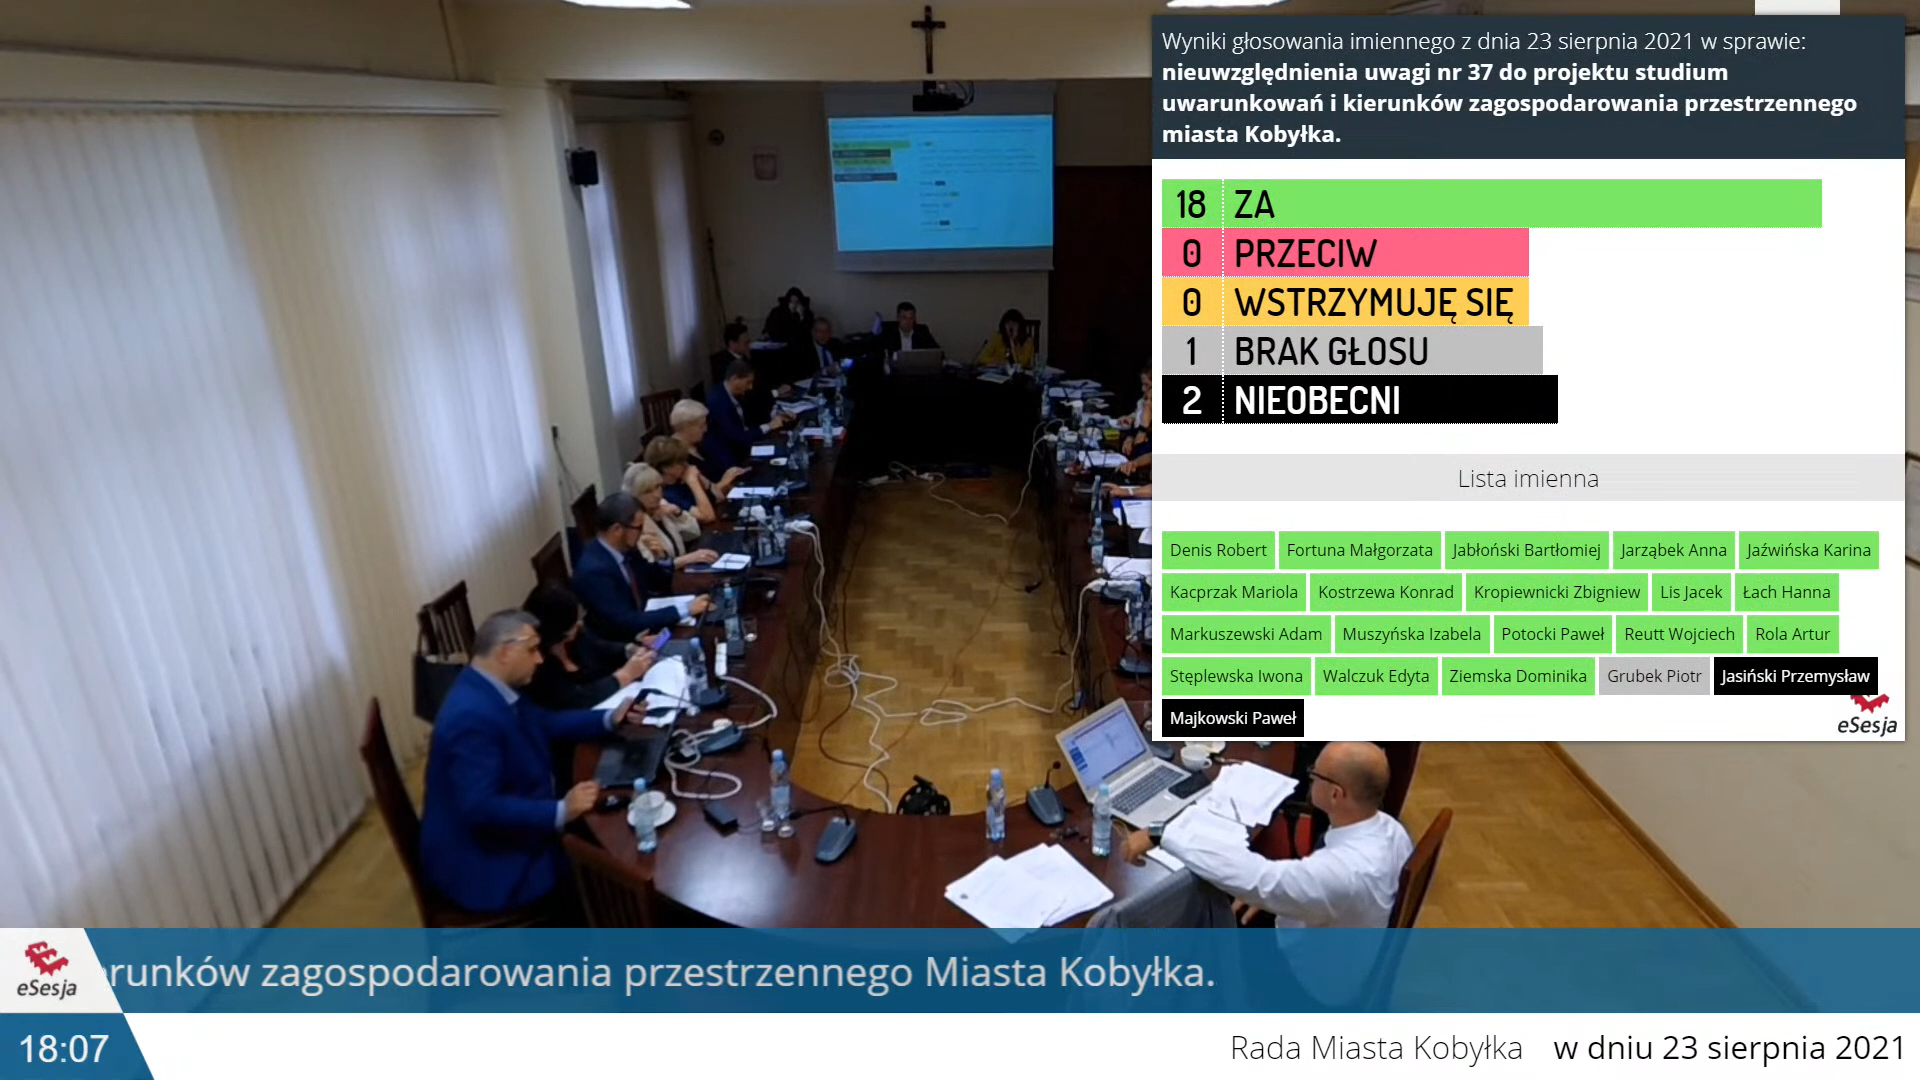 Wyniki głosowania imiennego z dnia 23 sierpnia 2021 w sprawie:
nieuwzględnienia uwagi nr 37 do projektu studium
uwarunkowań i kierunków zagospodarowania przestrzennego
miasta Kobyłka.
18 ZA
0 PRZECIW
0 WSTRZYMUJĘ SIĘ
1 BRAK GŁOSU
2 NIEOBECNI
Lista imienna
Denis Robert Fortuna Małgorzata Jabłoński Bartłomiej Jarząbek Anna Jaźwińska Karina
Kacprzak Mariola Kostrzewa Konrad Kropiewnicki Zbigniew Lis Jacek Łach Hanna
Markuszewski Adam Muszyńska Izabela Potocki Paweł Reutt Wojciech Rola Artur
Stęplewska Iwona Walczuk Edyta Ziemska Dominika Grubek Piotr Jasiński Przemysław
Majkowski Paweł
eSesja
eSesja
runków zagospodarowania przestrzennego Miasta Kobyłka.
18:07
Rada Miasta Kobyłka w dniu 23 sierpnia 2021